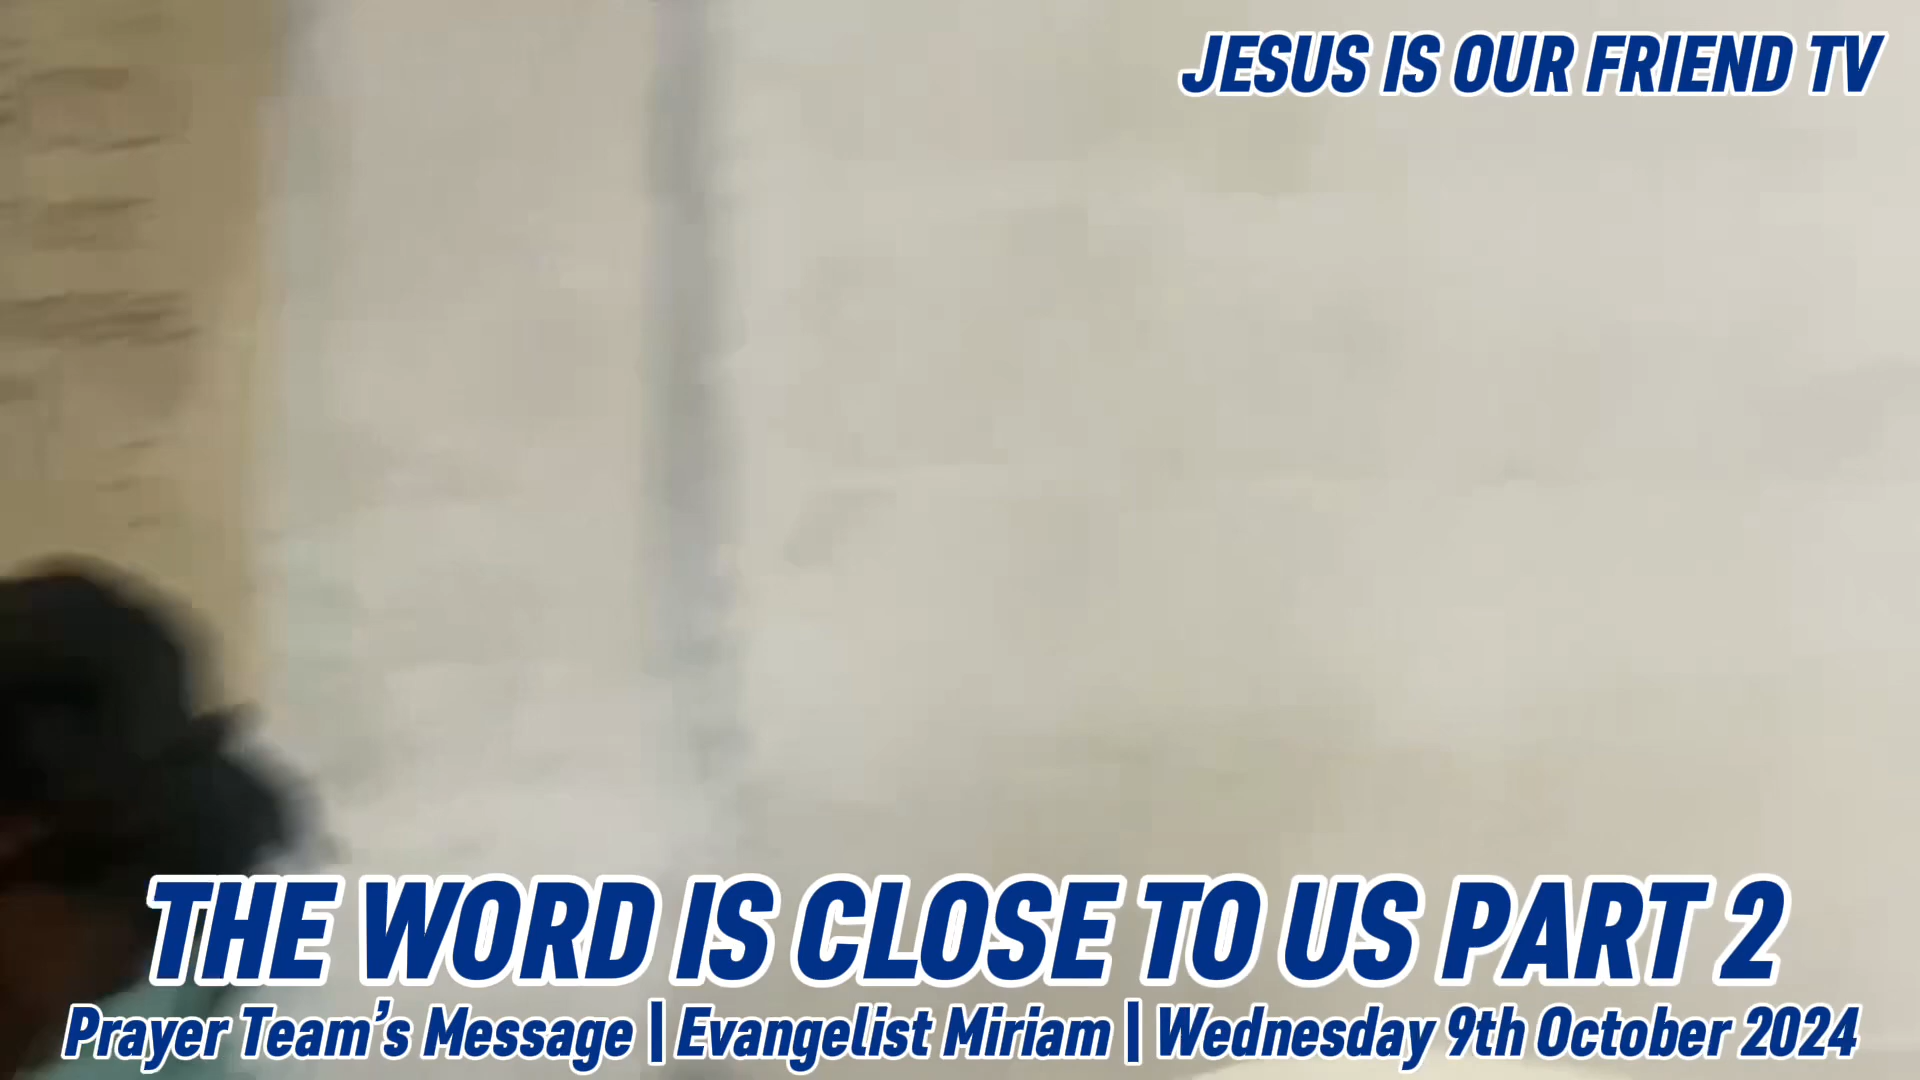 JESUS IS OUR FRIEND TV
THE WORD IS CLOSE TO US PART 2
Prayer Team’s Message | Evangelist Miriam | Wednesday 9th October 2024